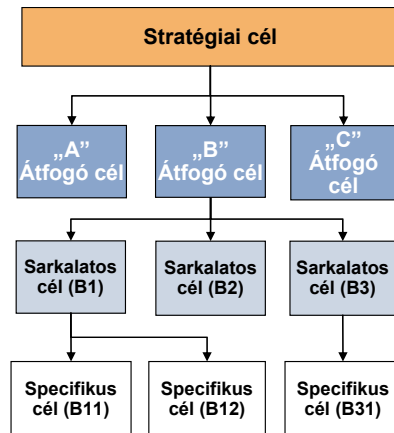 Stratégiai cél
„A”
Átfogó cél
„B”
Átfogó cél
„C”
Átfogó
cél
Sarkalatos
cél (B1)
Sarkalatos
cél (B2)
Sarkalatos
cél (B3)
Specifikus
cél (B11)
Specifikus
cél (B12)
Specifikus
cél (B31)